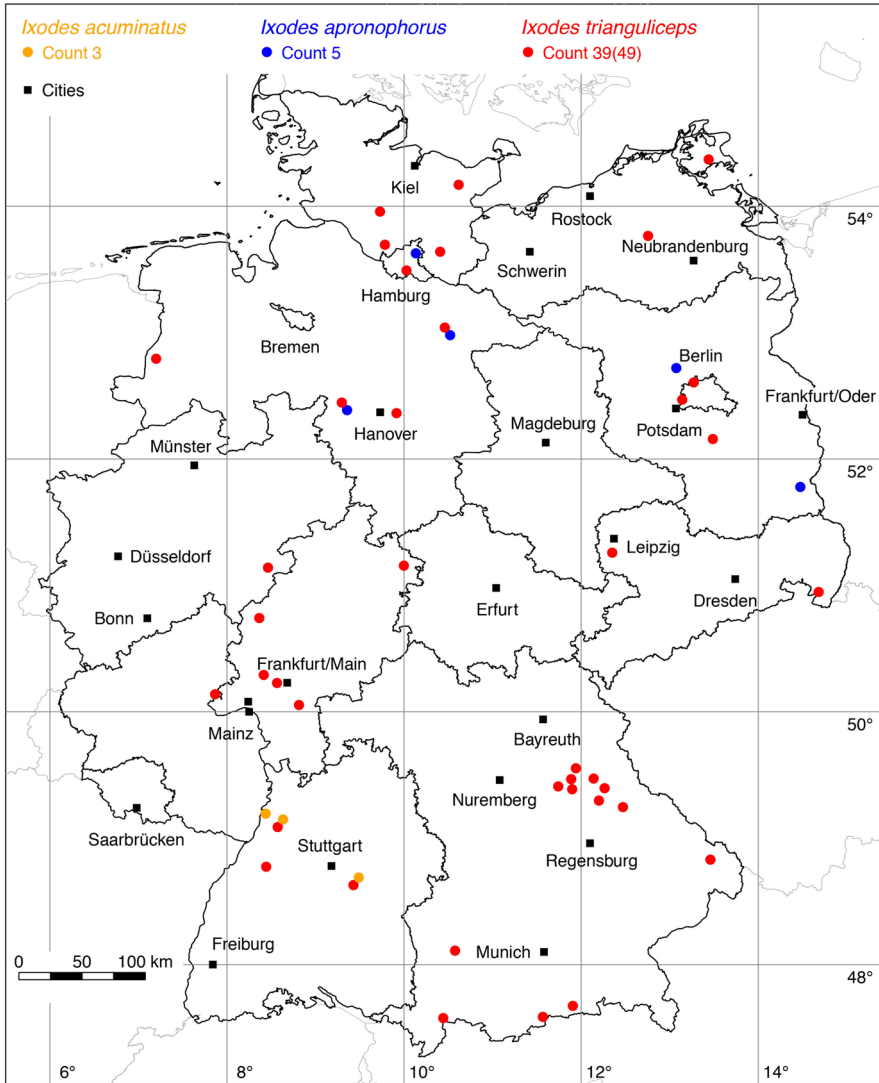 Ixodes acuminatus Ixodes apronophorus Ixodes trianguliceps
Count 3 Count 5 Count 39(49)
Cities
Kiel
Rostock
54°
Neubrandenburg
Schwerin
Hamburg
Bremen
Berlin
Frankfurt/Oder
Hanover
Magdeburg
Potsdam
Münster
52°
Düsseldorf
Leipzig
Bonn
Erfurt
Dresden
Frankfurt/Main
Mainz
50°
Bayreuth
Nuremberg
Saarbrücken
Stuttgart
Regensburg
Freiburg
Munich
0 50 100 km
48°
6° 8° 10° 12° 14°